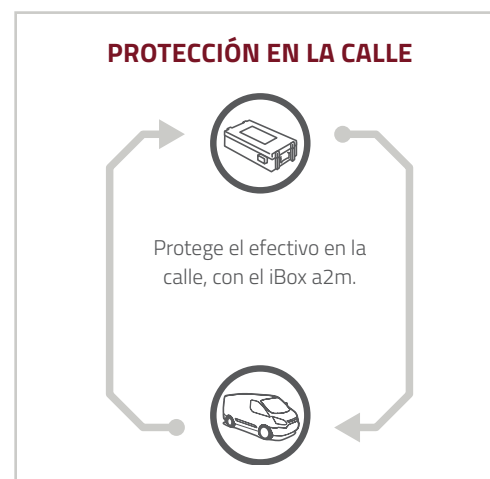 PROTECCIÓN EN LA CALLE
Protege el efectivo en la
calle, con el iBox a2m.